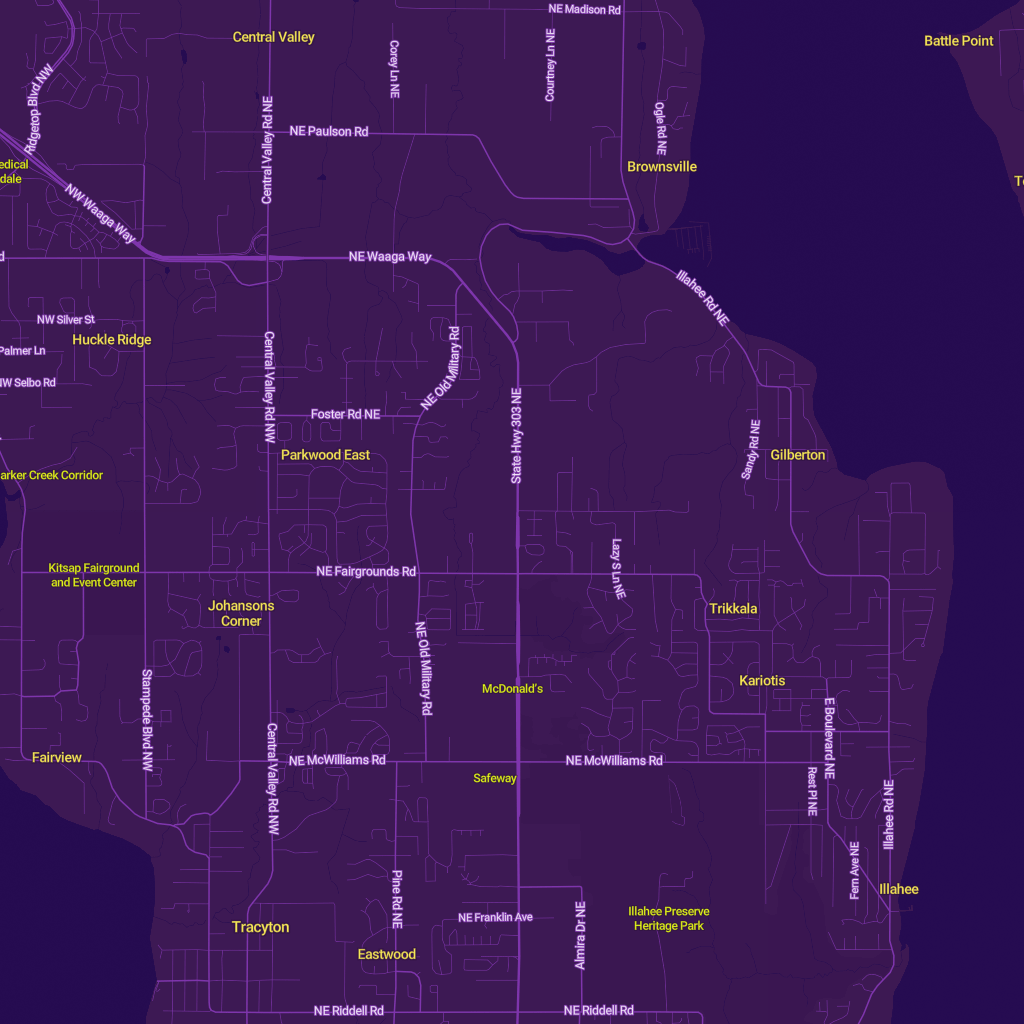 NE Madison Rd
Central Valley
Battle Point
Corey Ln NE
Courtney Ln NE
Ridgetop Blvd NW
Central Valley Rd NE
NE Paulson Rd
Ogle Rd NE
edical
dale
Brownsville
NW Waaga Way
NE Waaga Way
Illahee Rd NE
NW Silver St
Huckle Ridge
Palmer Ln
NW Selbo Rd
Central Valley Rd NW
NE Old Military Rd
Foster Rd NE
State Hwy 303 NE
Sandy Rd NE
Parkwood East
Gilberton
arker Creek Corridor
Kitsap Fairground
and Event Center
NE Fairgrounds Rd
Lazy S Ln NE
Johansons
Corner
Trikkala
NE Old Military Rd
Kariotis
McDonald's
Stampede Blvd NW
E Boulevard NE
Fairview
Central Valley Rd NW
NE McWilliams Rd
NE McWilliams Rd
Safeway
Rest Pl NE
Illahee Rd NE
Fern Ave NE
Illahee
Pine Rd NE
NE Franklin Ave
Almira Dr NE
Illahee Preserve
Heritage Park
Tracyton
Eastwood
NE Riddell Rd
NE Riddell Rd